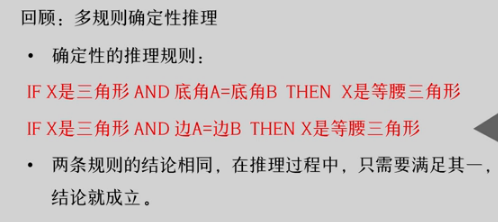 回顾：多规则确定性推理
• 确定性的推理规则：
IF X是三角形 AND 底角A=底角B THEN X是等腰三角形
IF X是三角形 AND 边A=边B THEN X是等腰三角形
• 两条规则的结论相同，在推理过程中，只需要满足其一，
结论就成立。